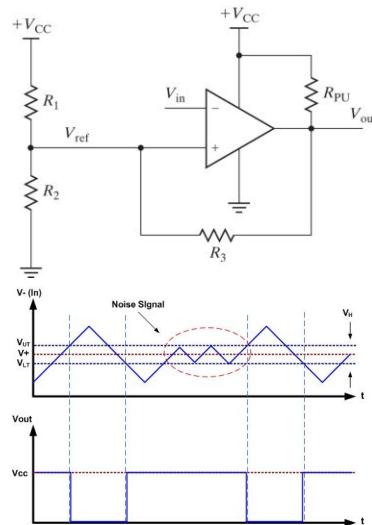 +VCC
+VCC
R1
Vin
−
RPU
Vref
Vou
+
R2
R3
V- (In)
Noise Signal
VH
VUT
V+
VLT
t
Vout
Vcc
t